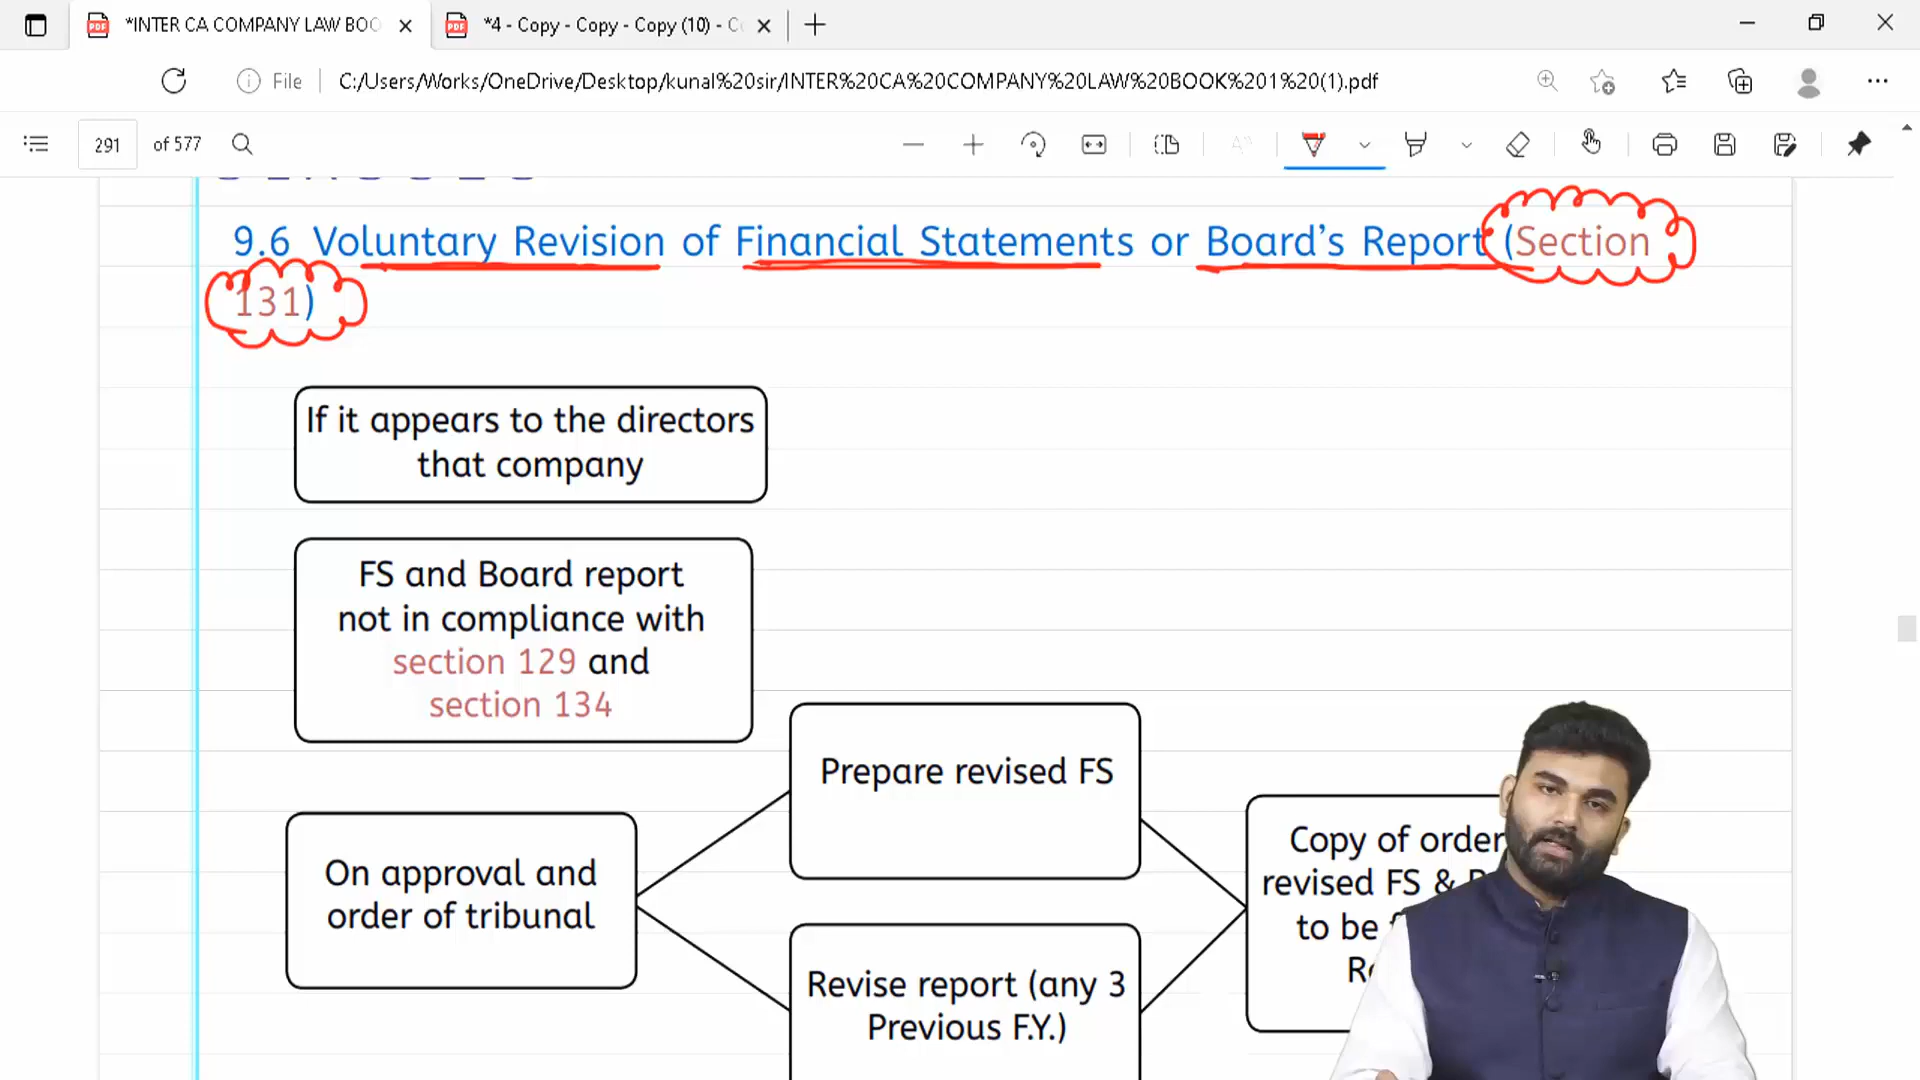 *INTER CA COMPANY LAW BOO
*4 - Copy - Copy - Copy (10) - C
File
C:/Users/Works/OneDrive/Desktop/kunal%20sir/INTER%20CA%20COMPANY%20LAW%20BOOK%201%20(1).pdf
291 of 577
9.6 Voluntary Revision of Financial Statements or Board's Report (Section
131)
If it appears to the directors
that company
FS and Board report
not in compliance with
section 129 and
section 134
On approval and
order of tribunal
Prepare revised FS
Revise report (any 3
Previous F.Y.)
Copy of order
revised FS &
to be